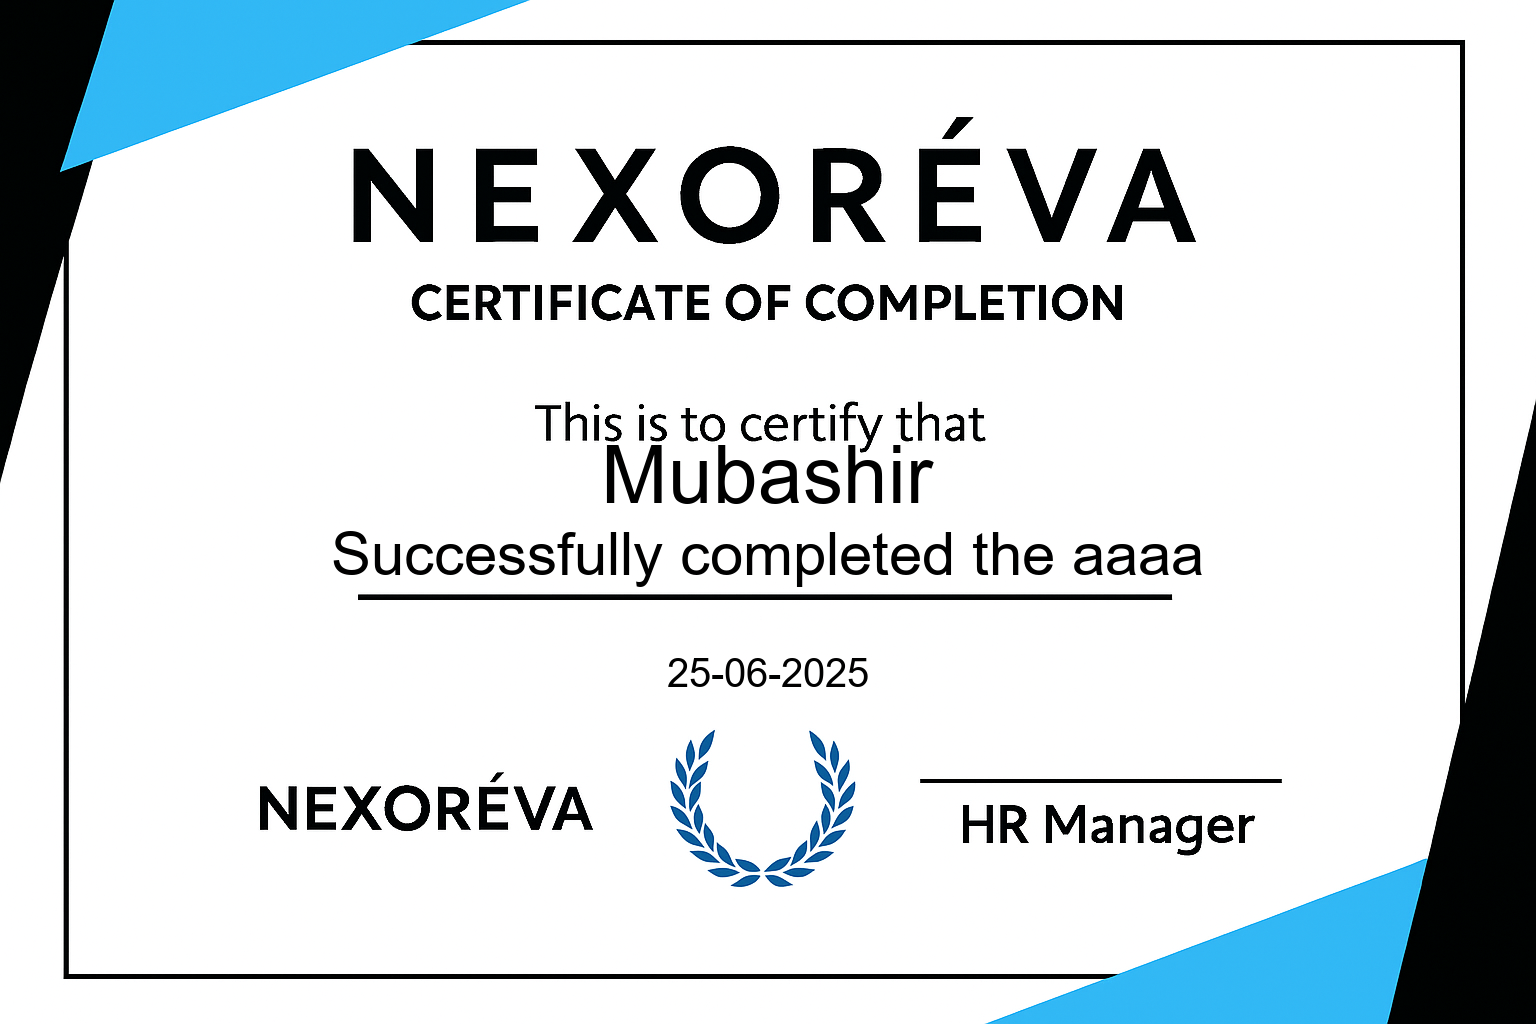 NEXORÉVA
CERTIFICATE OF COMPLETION
This is to certify that
Mubashir
Successfully completed the aaaa
25-06-2025
NEXORÉVA
HR Manager